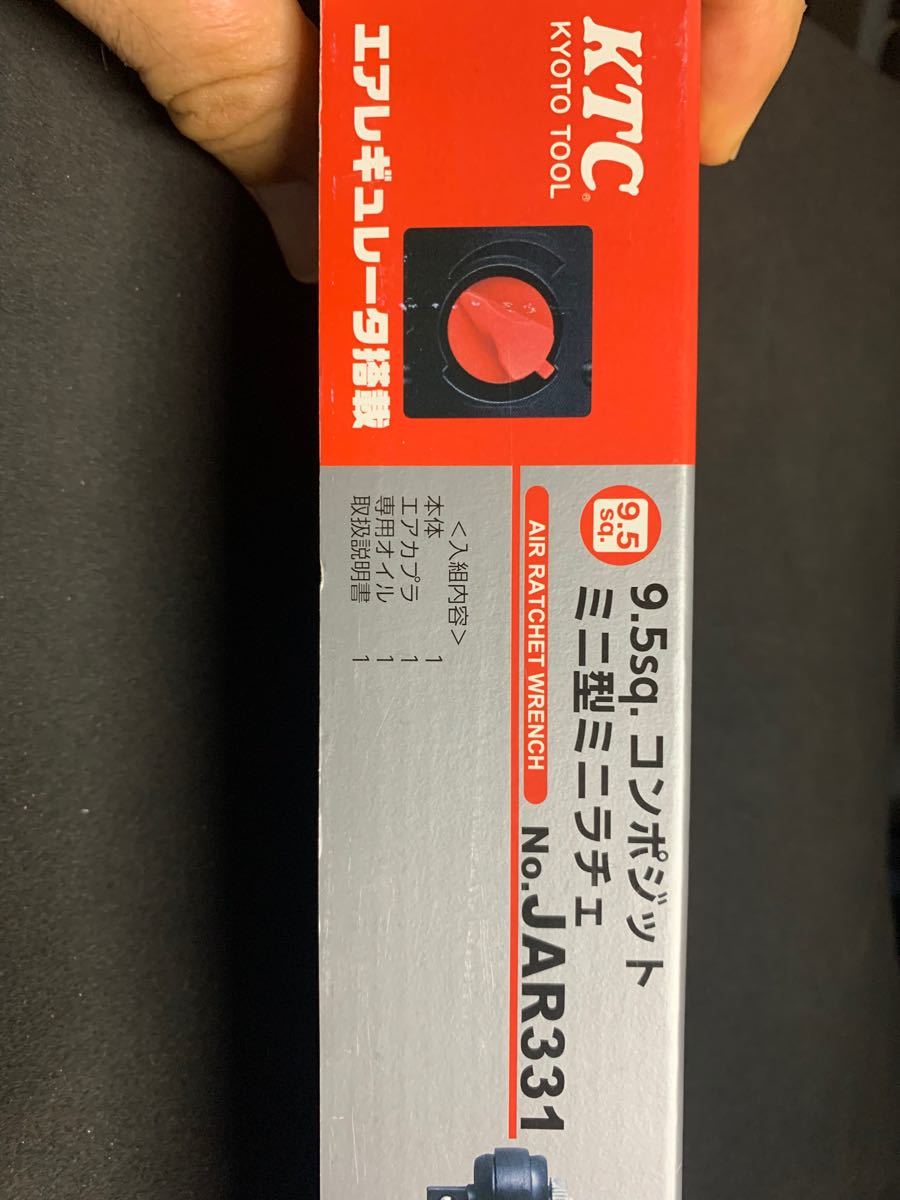 KTC®
KYOTO TOOL
エアレギュレータ搭載
9.5
sq.
9.5sq. コンポジット
ミニ型ミニラチェ
AIR RATCHET WRENCH
No.JAR331
<入組内容>
本体 1
エアカプラ 1
専用オイル 1
取扱説明書 1